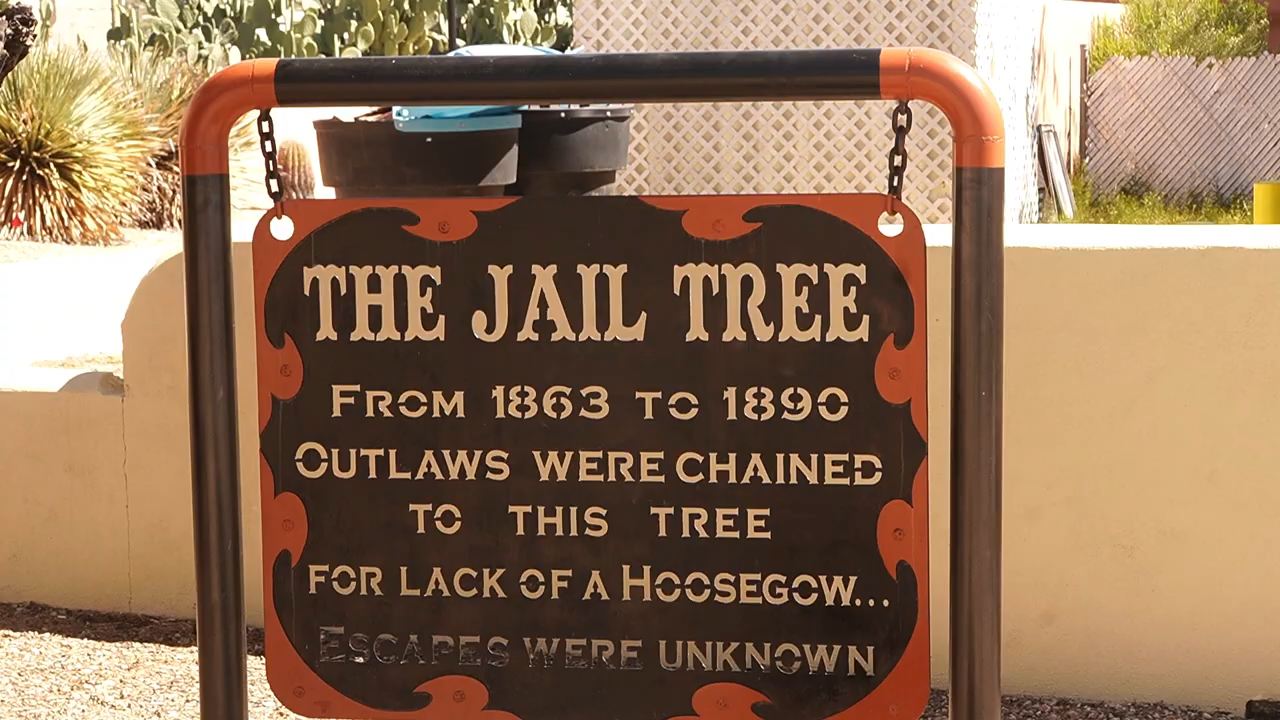 THE JAIL TREE
FROM 1863 TO 1890
OUTLAWS WERE CHAINED
TO THIS TREE
FOR LACK OF A HOOSEGOW...
ESCAPES WERE UNKNOWN